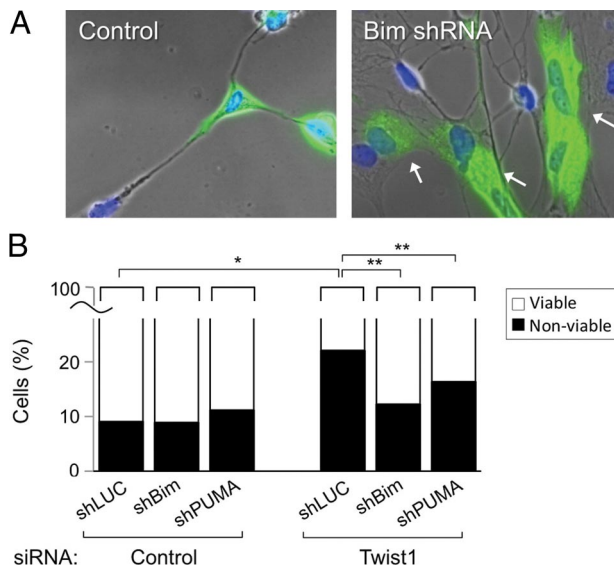 A
Control
Bim shRNA
B
*
**
**
100
20
10
0
Cells (%)
Viable
Non-viable
shLUC
shBim
shPUMA
shLUC
shBim
shPUMA
siRNA: Control Twist1